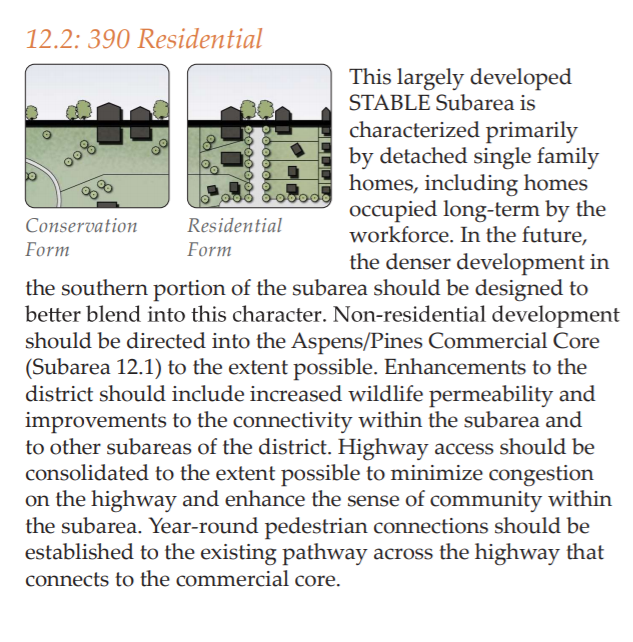 12.2: 390 Residential
Conservation
Form
Residential
Form
This largely developed
STABLE Subarea is
characterized primarily
by detached single family
homes, including homes
occupied long-term by the
workforce. In the future,
the denser development in
the southern portion of the subarea should be designed to
better blend into this character. Non-residential development
should be directed into the Aspens/Pines Commercial Core
(Subarea 12.1) to the extent possible. Enhancements to the
district should include increased wildlife permeability and
improvements to the connectivity within the subarea and
to other subareas of the district. Highway access should be
consolidated to the extent possible to minimize congestion
on the highway and enhance the sense of community within
the subarea. Year-round pedestrian connections should be
established to the existing pathway across the highway that
connects to the commercial core.